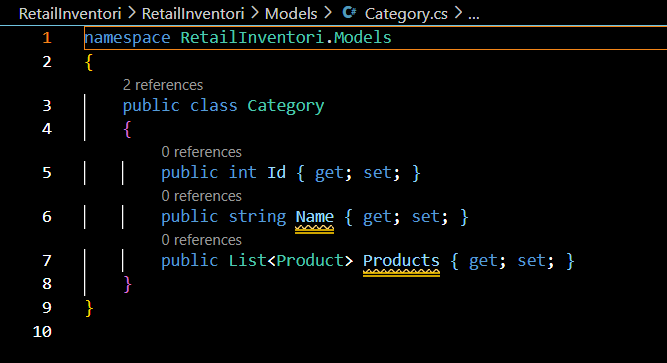 RetailInventori > RetailInventori > Models > C# Category.cs > ...
1 namespace RetailInventori.Models
2 {
2 references
3 public class Category
4 {
0 references
5 public int Id { get; set; }
0 references
6 public string Name { get; set; }
0 references
7 public List<Product> Products { get; set; }
8 }
9 }
10